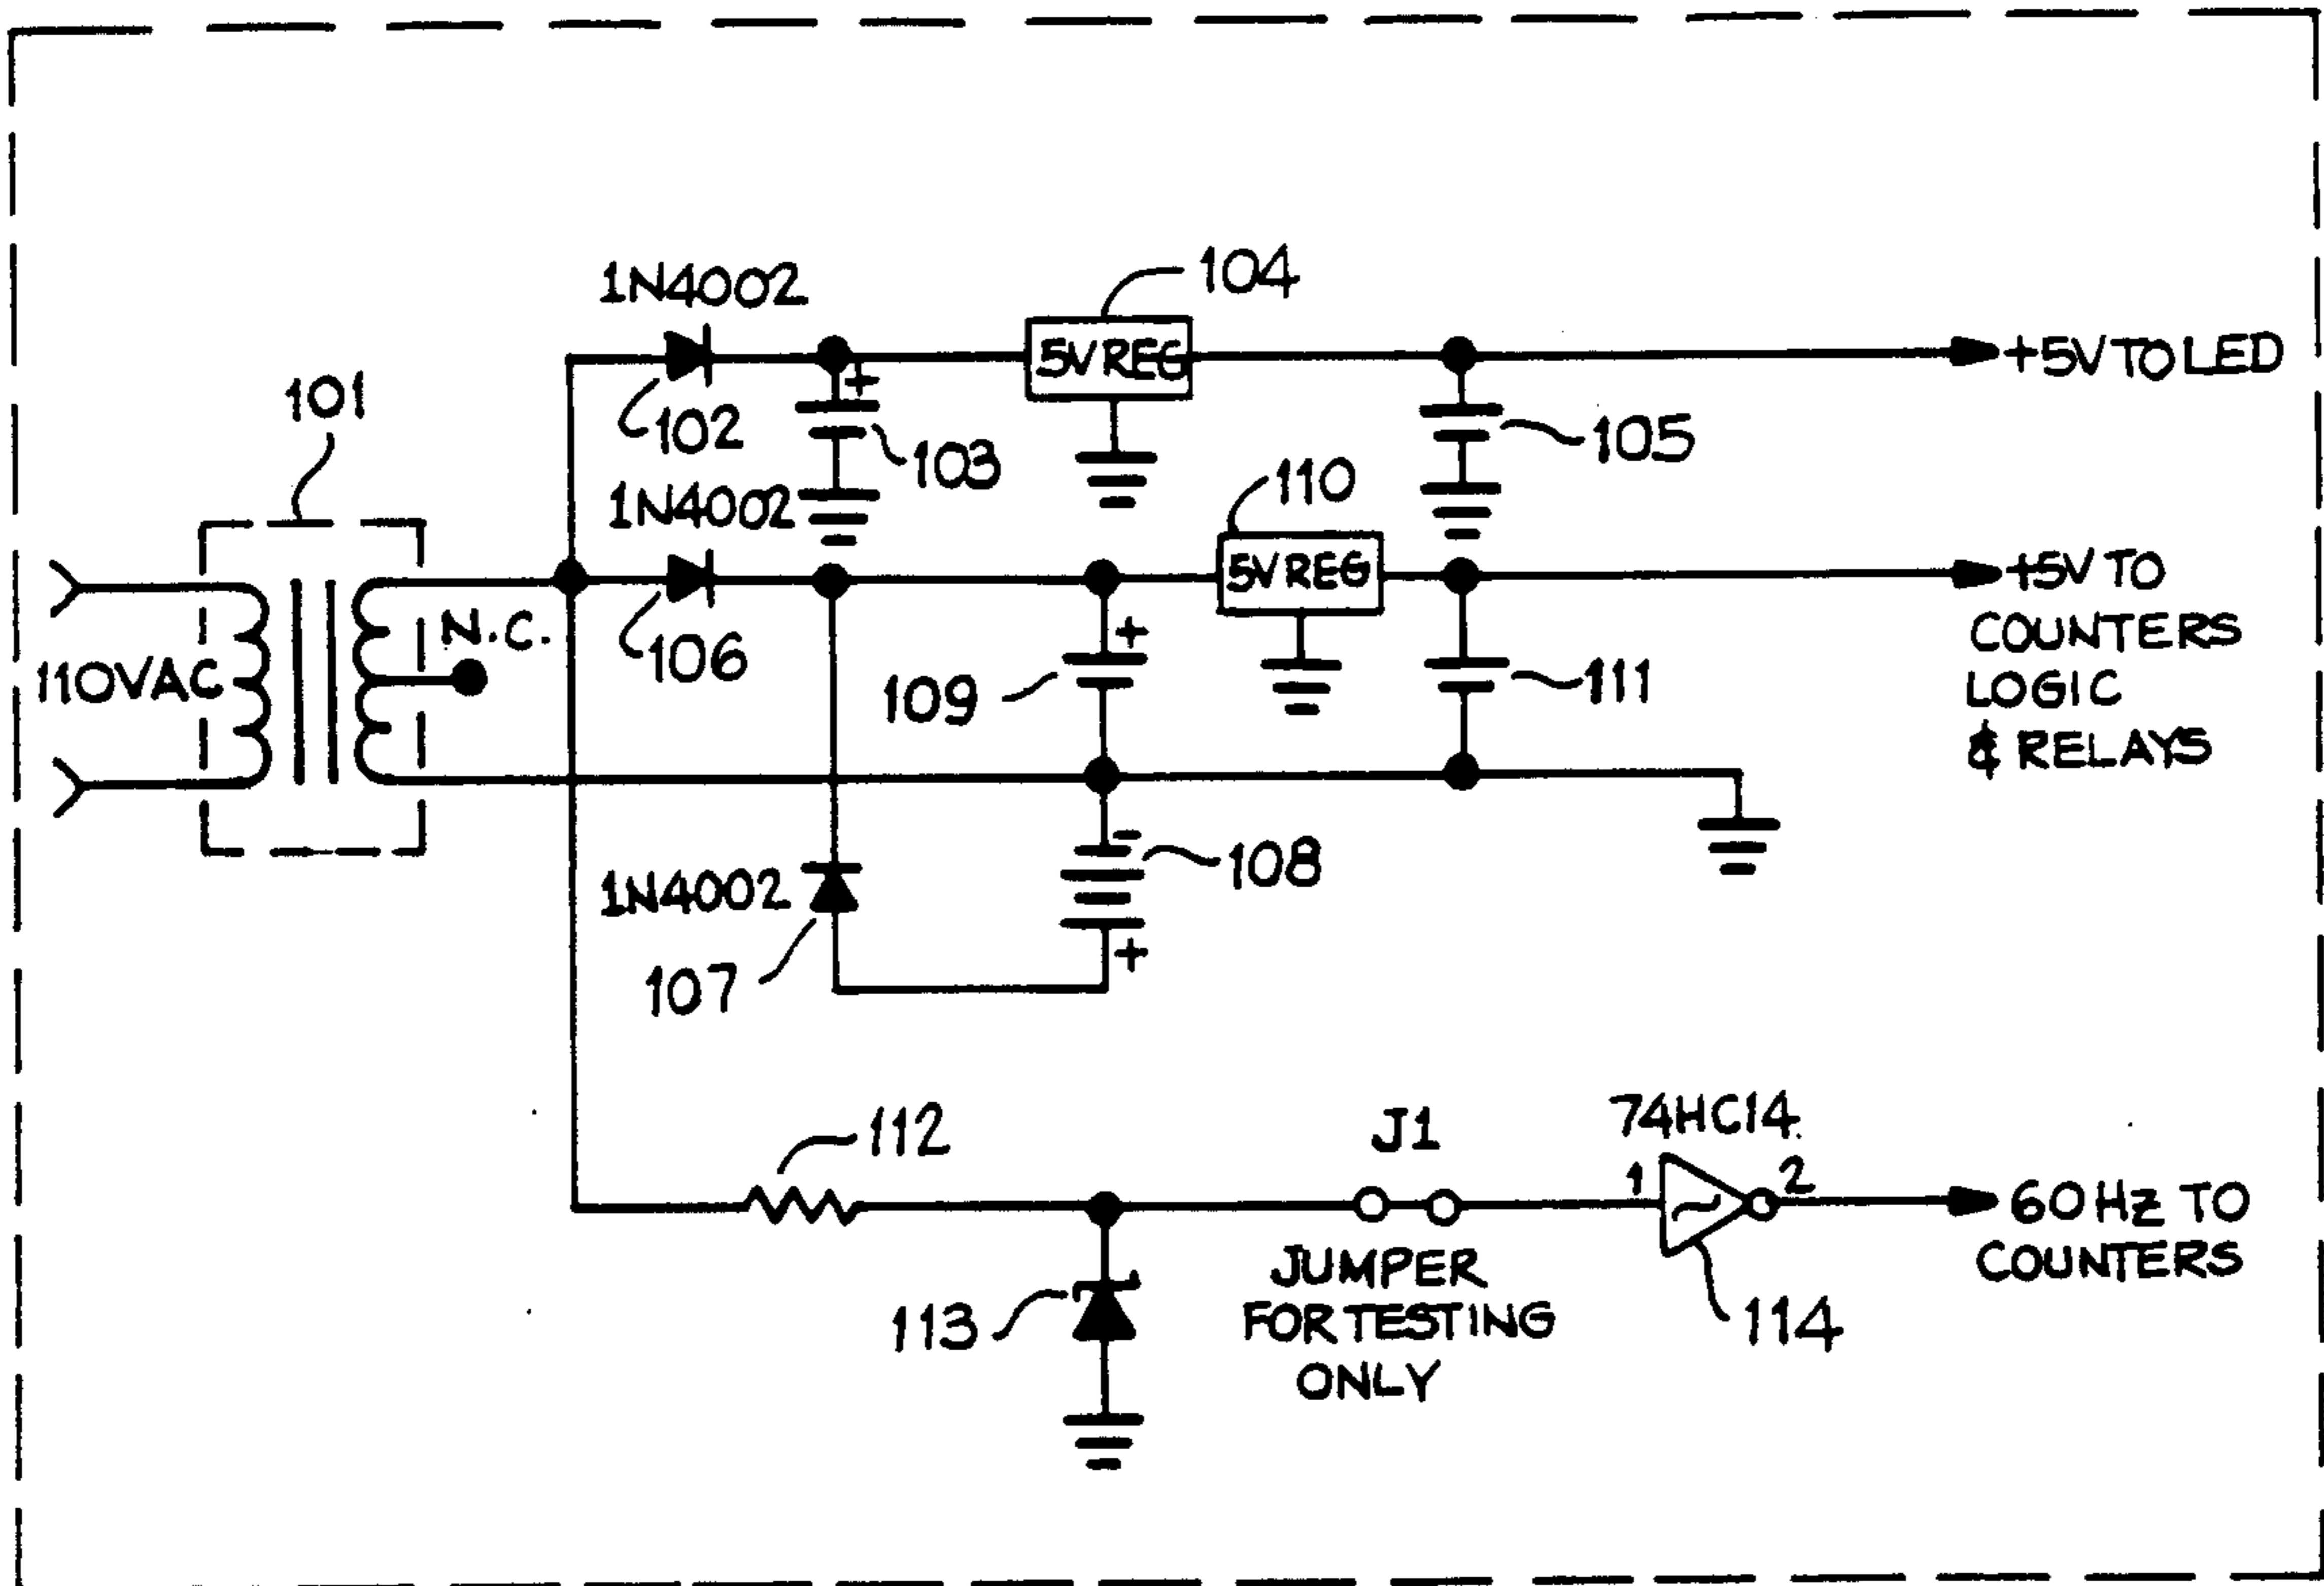 104
1N4002
5V REG
+5V TO LED
101
+
102
103
105
1N4002
110
5V REG
+5V TO
COUNTERS
LOGIC
& RELAYS
N.C.
106
+
110VAC
109
111
-
108
1N4002
+
107
112
J1
74HC14
1
2
60HZ TO
COUNTERS
JUMPER
FOR TESTING
ONLY
113
114